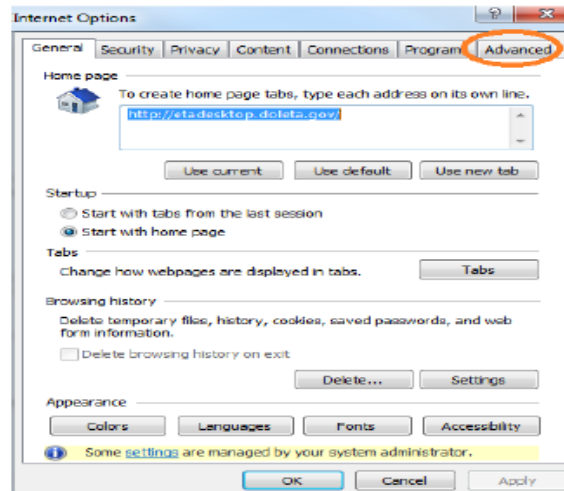 Internet Options
General Security Privacy Content Connections Program Advanced
Home page
To create home page tabs, type each address on its own line.
http://etadesktop.doleta.gov/
Use current Use default Use new tab
Startup
Start with tabs from the last session
Start with home page
Tabs
Change how webpages are displayed in tabs.
Tabs
Browsing history
Delete temporary files, history, cookies, saved passwords, and web
form information.
Delete browsing history on exit
Delete... Settings
Appearance
Colors Languages Fonts Accessibility
Some settings are managed by your system administrator.
OK Cancel Apply